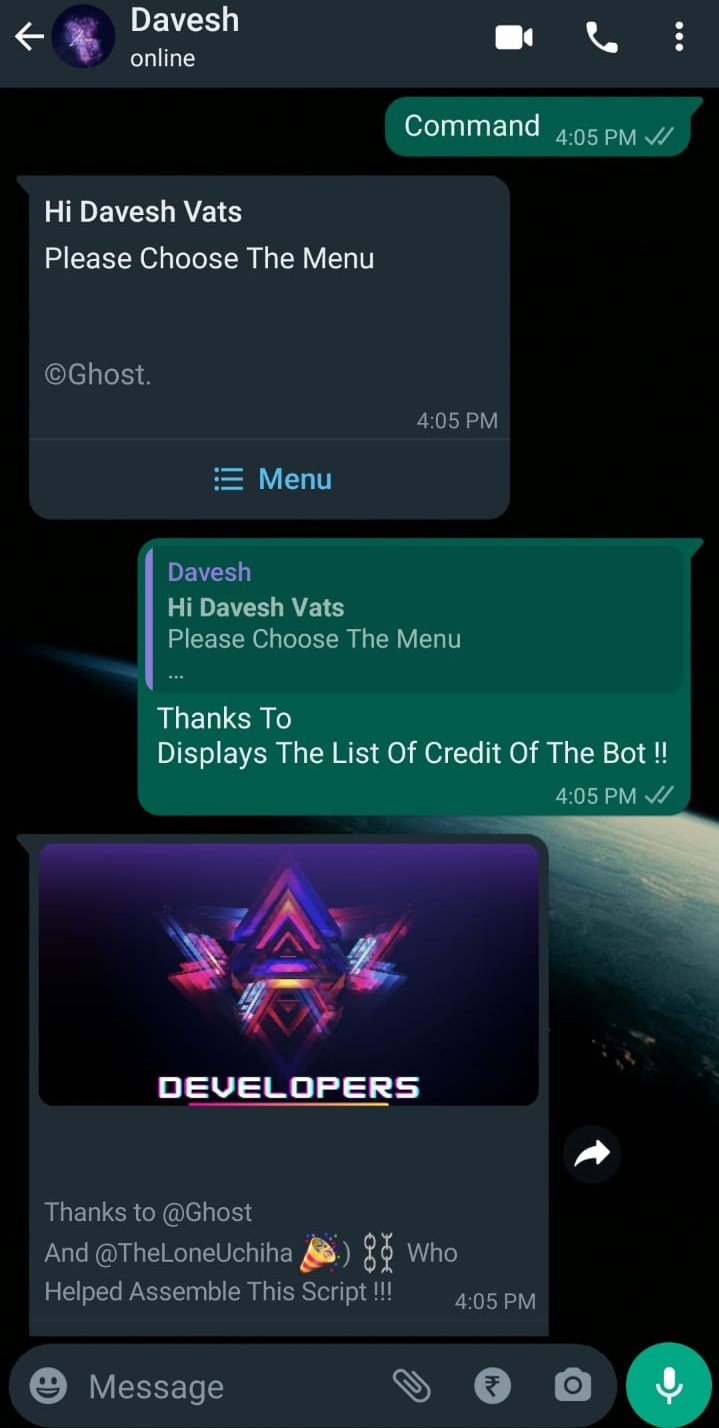 Davesh
online
Command 4:05 PM
Hi Davesh Vats
Please Choose The Menu
©Ghost.
4:05 PM
Menu
Davesh
Hi Davesh Vats
Please Choose The Menu
...
Thanks To
Displays The List Of Credit Of The Bot !!
4:05 PM
DEVELOPERS
Thanks to @Ghost
And @TheLoneUchiha 🎉) ⛓ Who
Helped Assemble This Script !!!
4:05 PM
Message